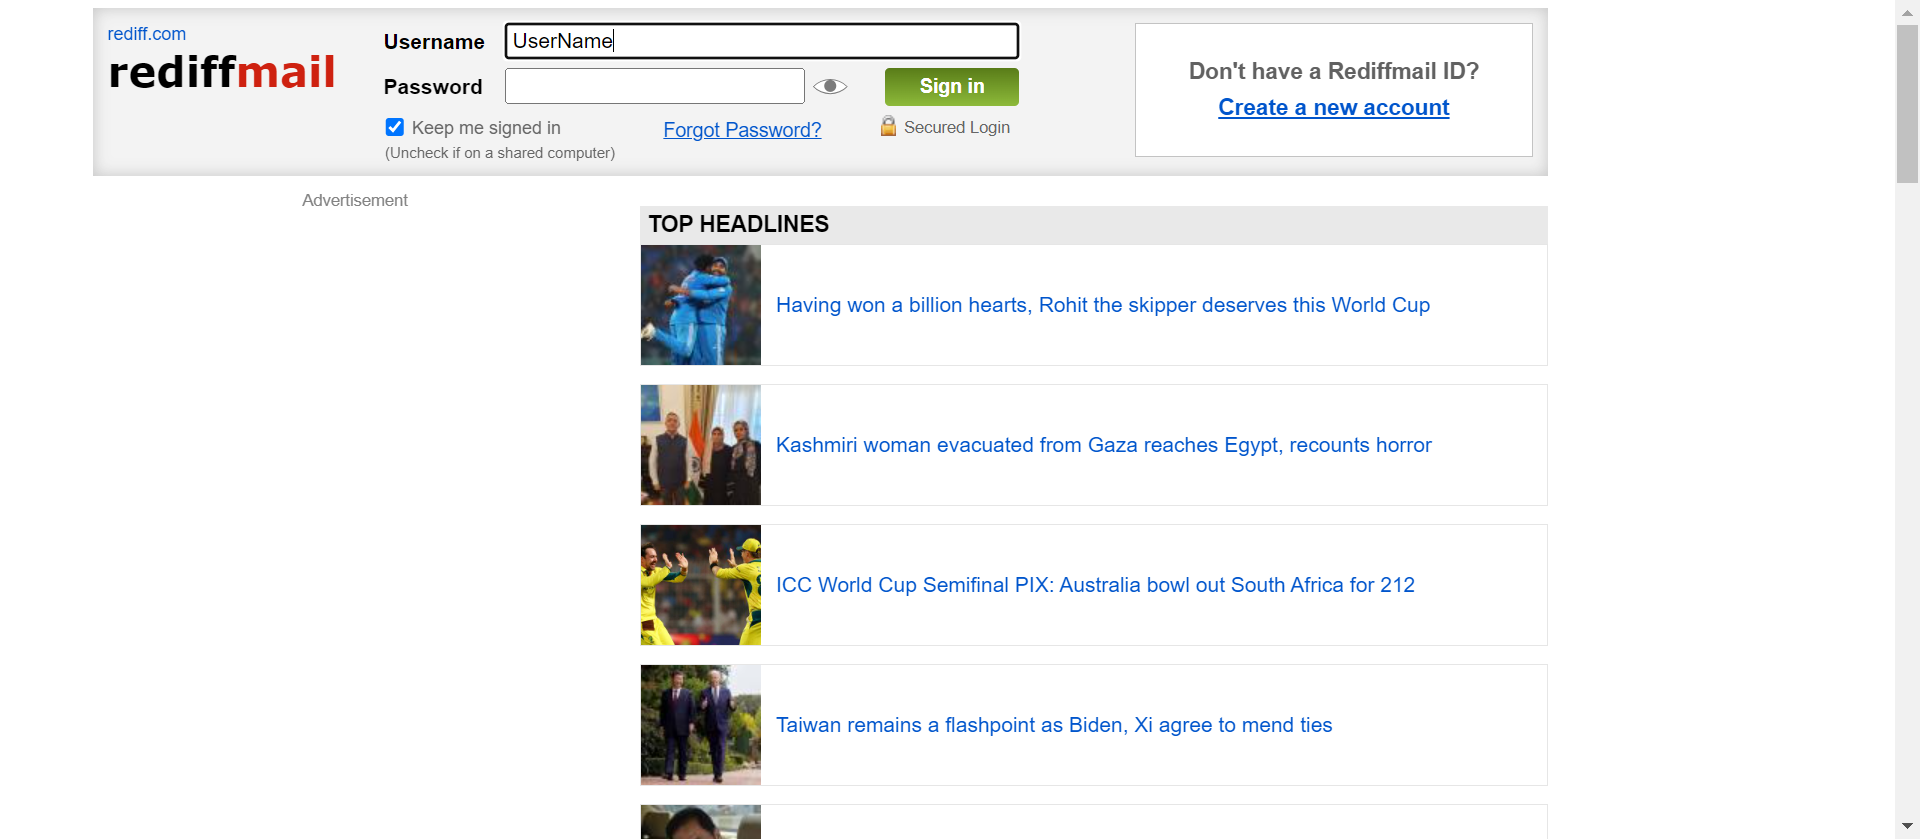 rediff.com
rediffmail
Username
UserName
Password
Sign in
Keep me signed in
Forgot Password?
Secured Login
(Uncheck if on a shared computer)
Don't have a Rediffmail ID?
Create a new account
Advertisement
TOP HEADLINES
Having won a billion hearts, Rohit the skipper deserves this World Cup
Kashmiri woman evacuated from Gaza reaches Egypt, recounts horror
ICC World Cup Semifinal PIX: Australia bowl out South Africa for 212
Taiwan remains a flashpoint as Biden, Xi agree to mend ties